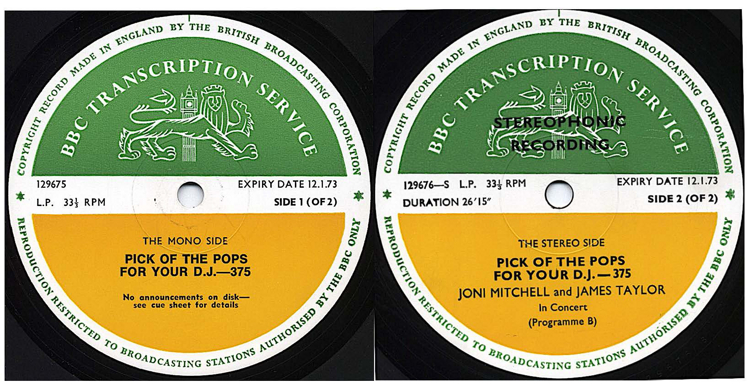 COPYRIGHT RECORD MADE IN ENGLAND BY THE BRITISH BROADCASTING CORPORATION
BBC TRANSCRIPTION SERVICE
129675 EXPIRY DATE 12.1.73
L.P. 33⅓ RPM SIDE 1 (OF 2)
THE MONO SIDE
PICK OF THE POPS
FOR YOUR D.J.—375
No announcements on disk—
see cue sheet for details
REPRODUCTION RESTRICTED TO BROADCASTING STATIONS AUTHORISED BY THE BBC ONLY
COPYRIGHT RECORD MADE IN ENGLAND BY THE BRITISH BROADCASTING CORPORATION
BBC TRANSCRIPTION SERVICE
STEREOPHONIC
RECORDING
129676—S L.P. 33⅓ RPM EXPIRY DATE 12.1.73
DURATION 26'15" SIDE 2 (OF 2)
THE STEREO SIDE
PICK OF THE POPS
FOR YOUR D.J.—375
JONI MITCHELL and JAMES TAYLOR
In Concert
(Programme B)
REPRODUCTION RESTRICTED TO BROADCASTING STATIONS AUTHORISED BY THE BBC ONLY